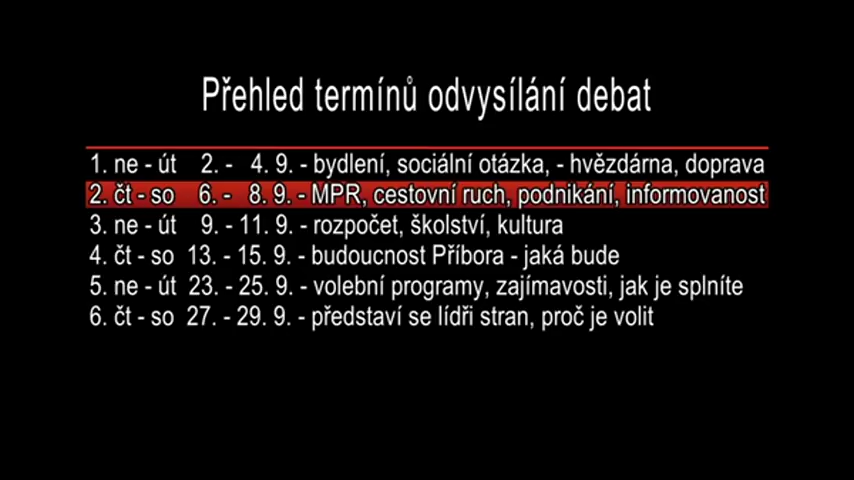 Přehled termínů odvysílání debat
1. ne - út 2. - 4. 9. - bydlení, sociální otázka, - hvězdárna, doprava
2. čt - so 6. - 8. 9. - MPR, cestovní ruch, podnikání, informovanost
3. ne - út 9. - 11. 9. - rozpočet, školství, kultura
4. čt - so 13. - 15. 9. - budoucnost Příbora - jaká bude
5. ne - út 23. - 25. 9. - volební programy, zajímavosti, jak je splníte
6. čt - so 27. - 29. 9. - představí se lídři stran, proč je volit